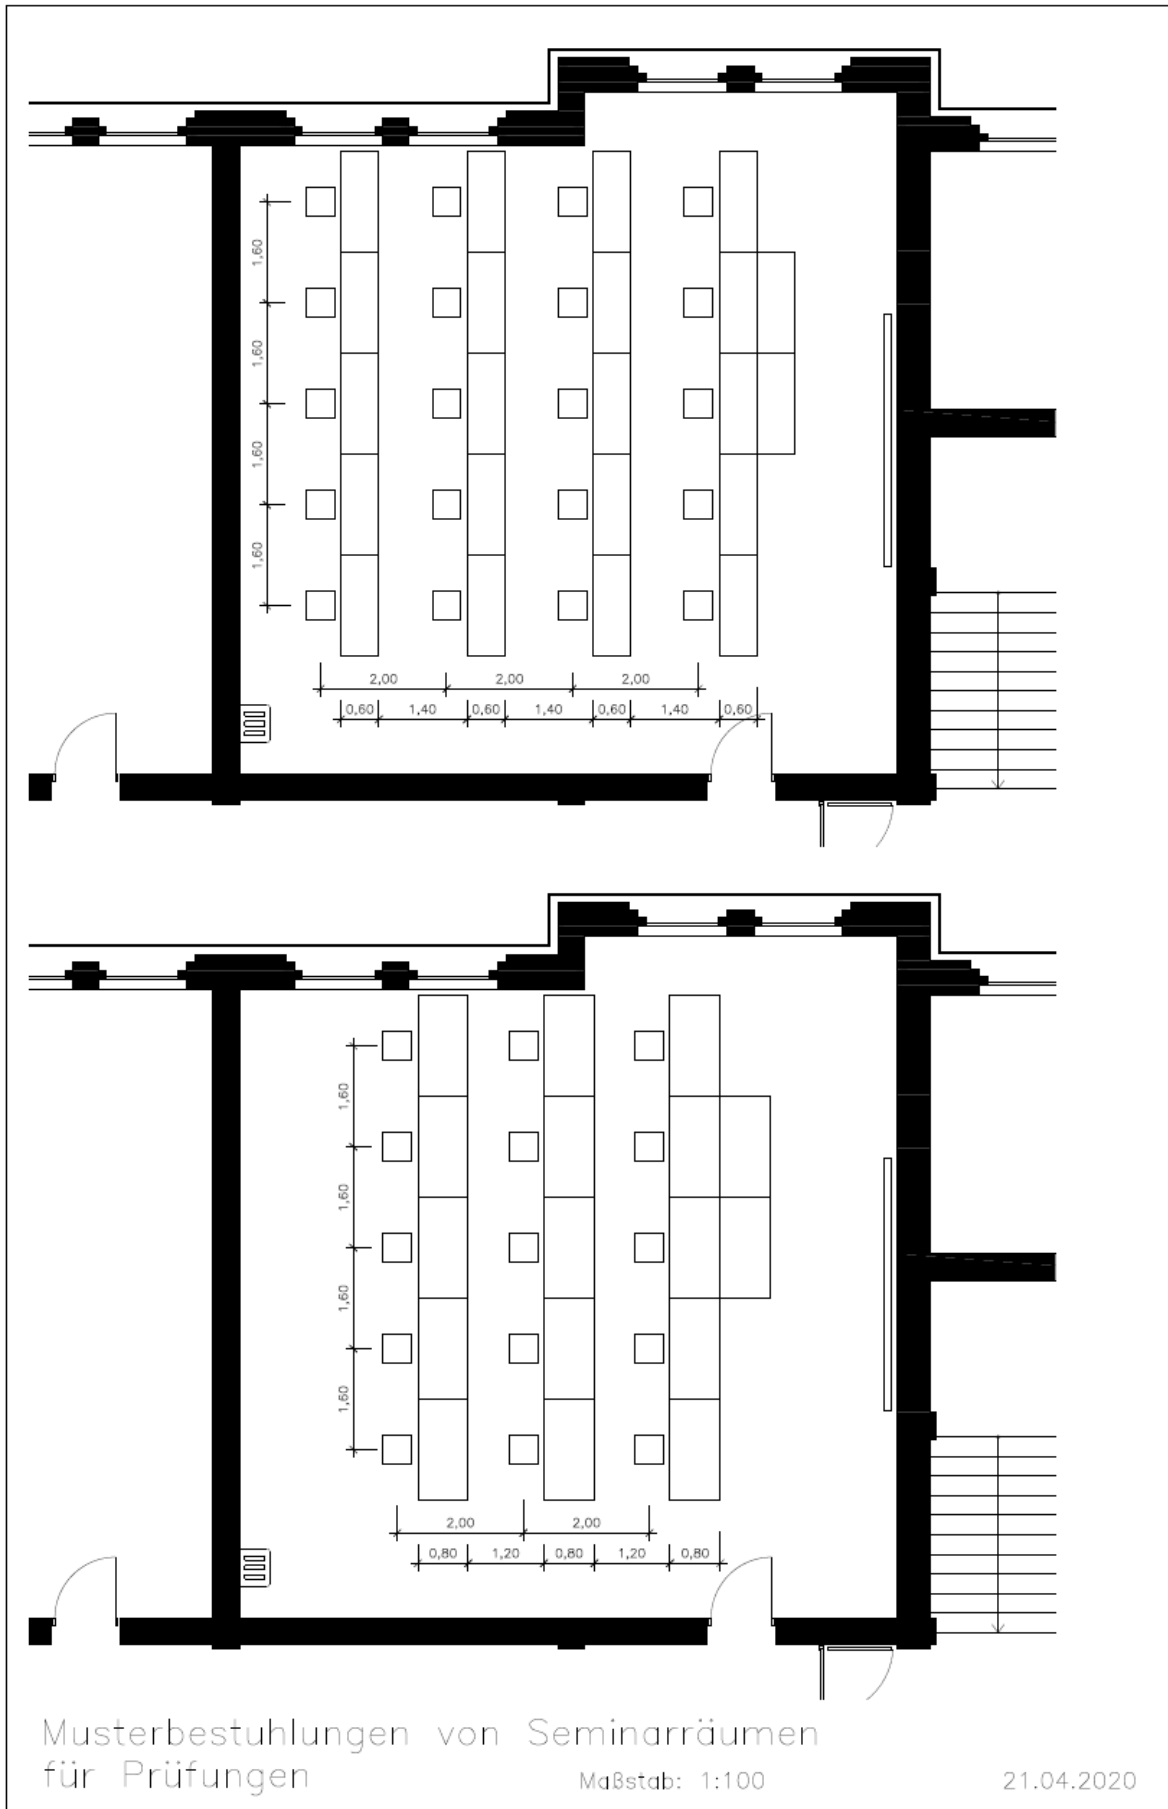 1,60
1,60
1,60
1,60
2,00 2,00 2,00
0,60 1,40 0,60 1,40 0,60 1,40 0,60
1,60
1,60
1,60
1,60
2,00 2,00
0,80 1,20 0,80 1,20 0,80
Musterbestuhlungen von Seminarräumen
für Prüfungen
Maßstab: 1:100
21.04.2020